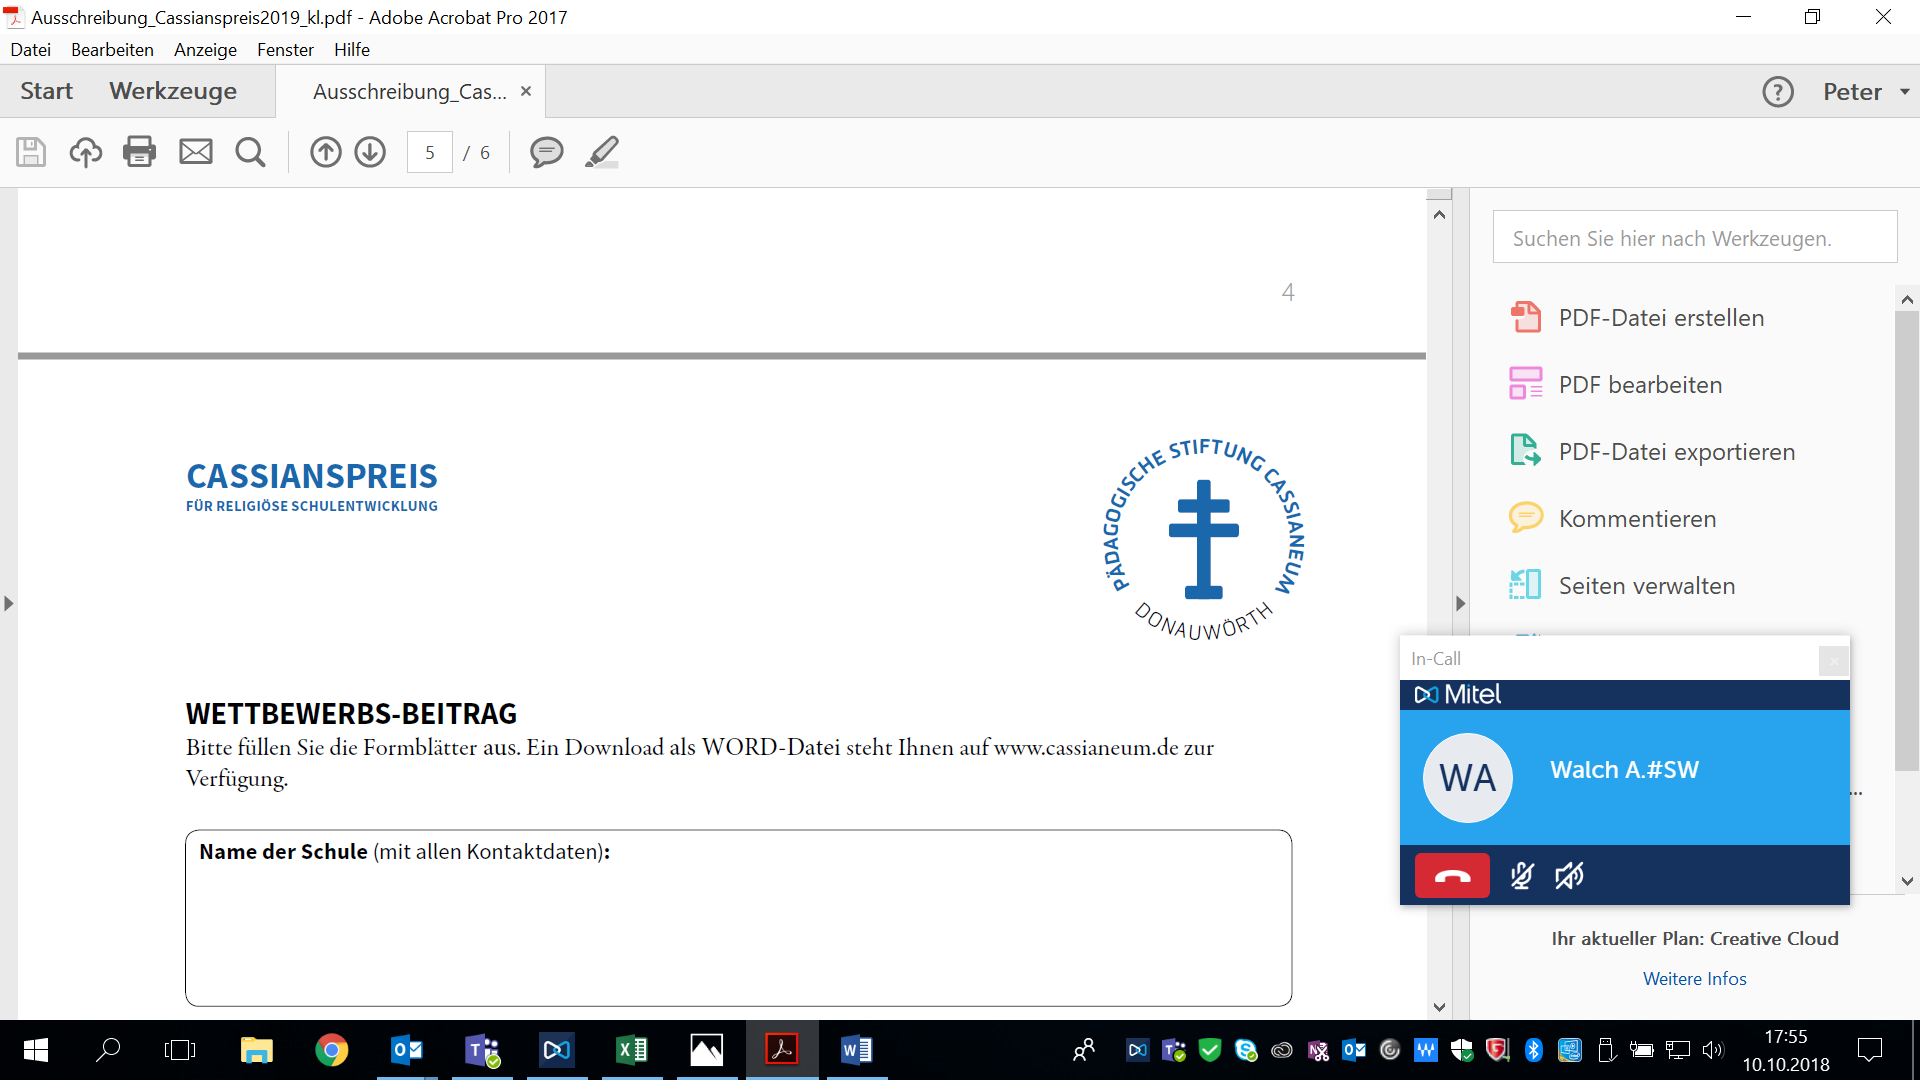 Ausschreibung_Cassianspreis2019_kl.pdf - Adobe Acrobat Pro 2017
Datei Bearbeiten Anzeige Fenster Hilfe
Start Werkzeuge Ausschreibung_Cas... × ? Peter
5 / 6
Suchen Sie hier nach Werkzeugen.
4
PDF-Datei erstellen
PDF bearbeiten
PDF-Datei exportieren
Kommentieren
Seiten verwalten
CASSIANSPREIS
FÜR RELIGIÖSE SCHULENTWICKLUNG
PÄDAGOGISCHE STIFTUNG CASSIANEUM
DONAUWÖRTH
WETTBEWERBS-BEITRAG
Bitte füllen Sie die Formblätter aus. Ein Download als WORD-Datei steht Ihnen auf www.cassianeum.de zur
Verfügung.
Name der Schule (mit allen Kontaktdaten):
In-Call
Mitel
WA
Walch A.#SW
...
Ihr aktueller Plan: Creative Cloud
Weitere Infos
17:55
10.10.2018